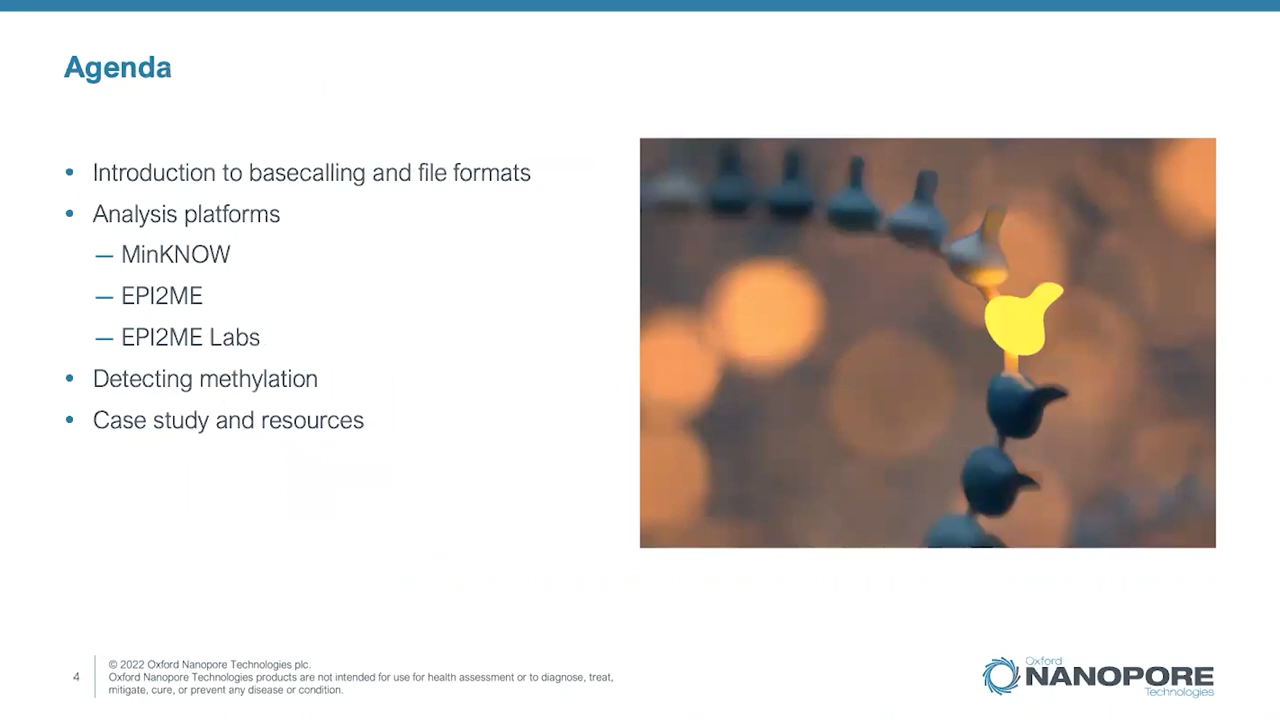 Agenda
• Introduction to basecalling and file formats
• Analysis platforms
— MinKNOW
— EPI2ME
— EPI2ME Labs
• Detecting methylation
• Case study and resources
4
© 2022 Oxford Nanopore Technologies plc.
Oxford Nanopore Technologies products are not intended for use for health assessment or to diagnose, treat,
mitigate, cure, or prevent any disease or condition.
Oxford
NANOPORE
Technologies